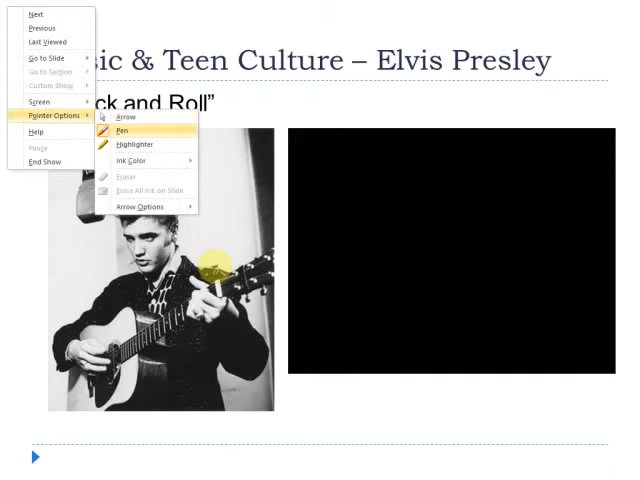 Next
Previous
Last Viewed
Go to Slide
Go to Section
Custom Show
Screen
Pointer Options
Help
Pause
End Show
Arrow
Pen
Highlighter
Ink Color
Eraser
Erase All Ink on Slide
Arrow Options
sic & Teen Culture – Elvis Presley
ck and Roll”